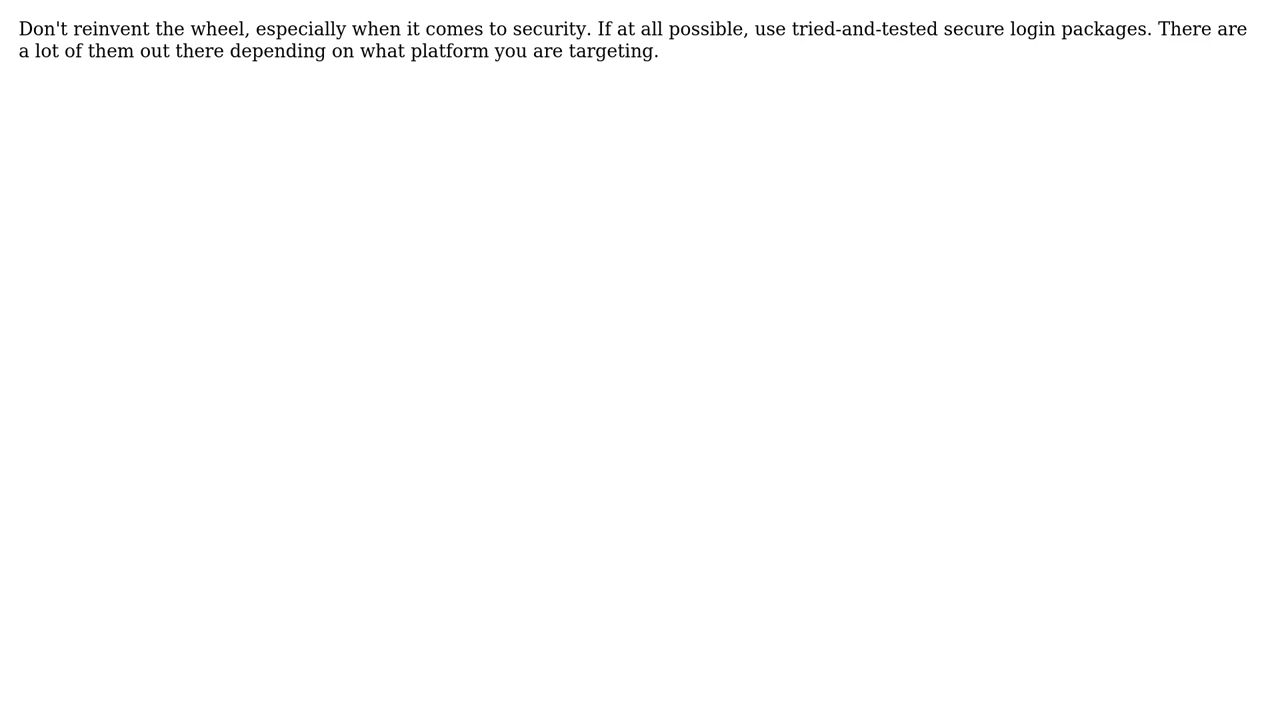 Don't reinvent the wheel, especially when it comes to security. If at all possible, use tried-and-tested secure login packages. There are
a lot of them out there depending on what platform you are targeting.